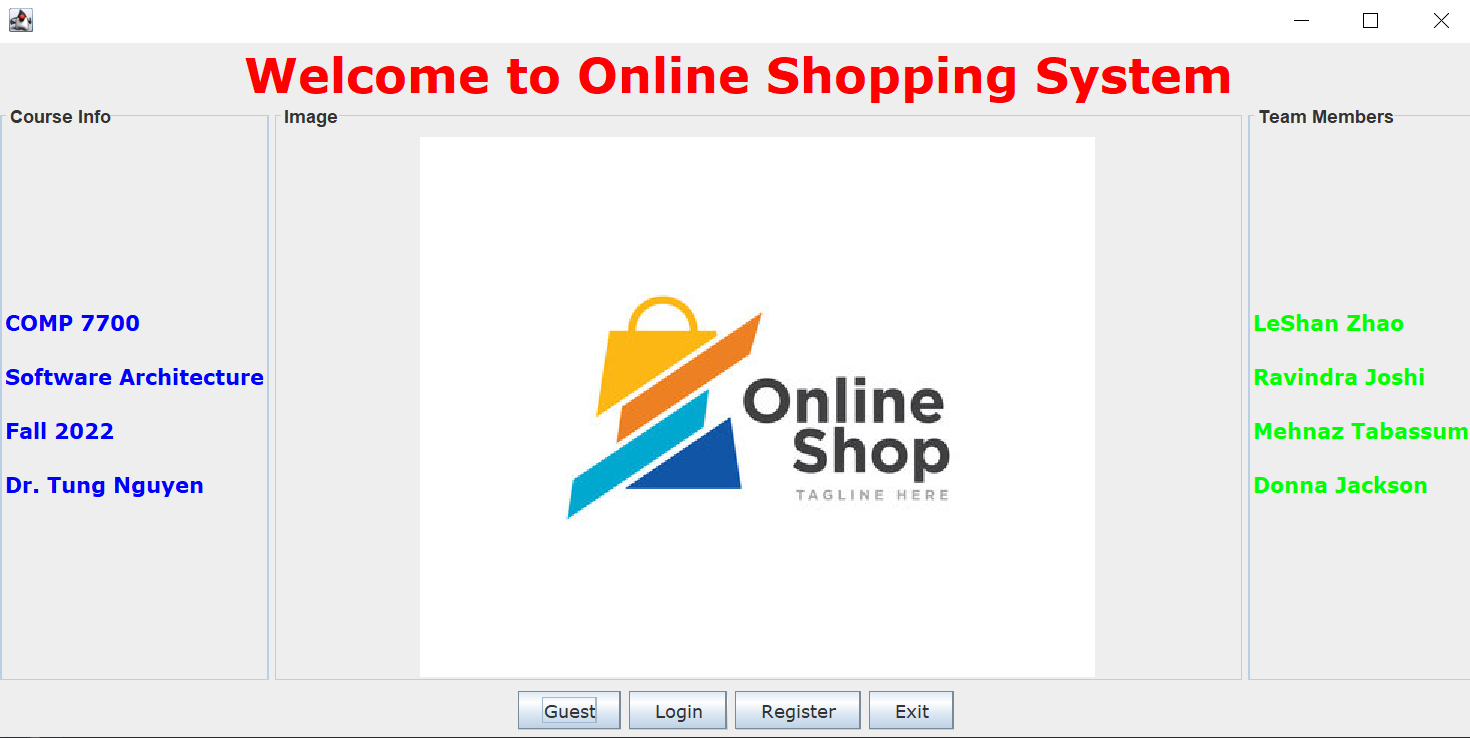 Welcome to Online Shopping System
Course Info
COMP 7700
Software Architecture
Fall 2022
Dr. Tung Nguyen
Image
Online
Shop
TAGLINE HERE
Team Members
LeShan Zhao
Ravindra Joshi
Mehnaz Tabassum
Donna Jackson
Guest
Login
Register
Exit